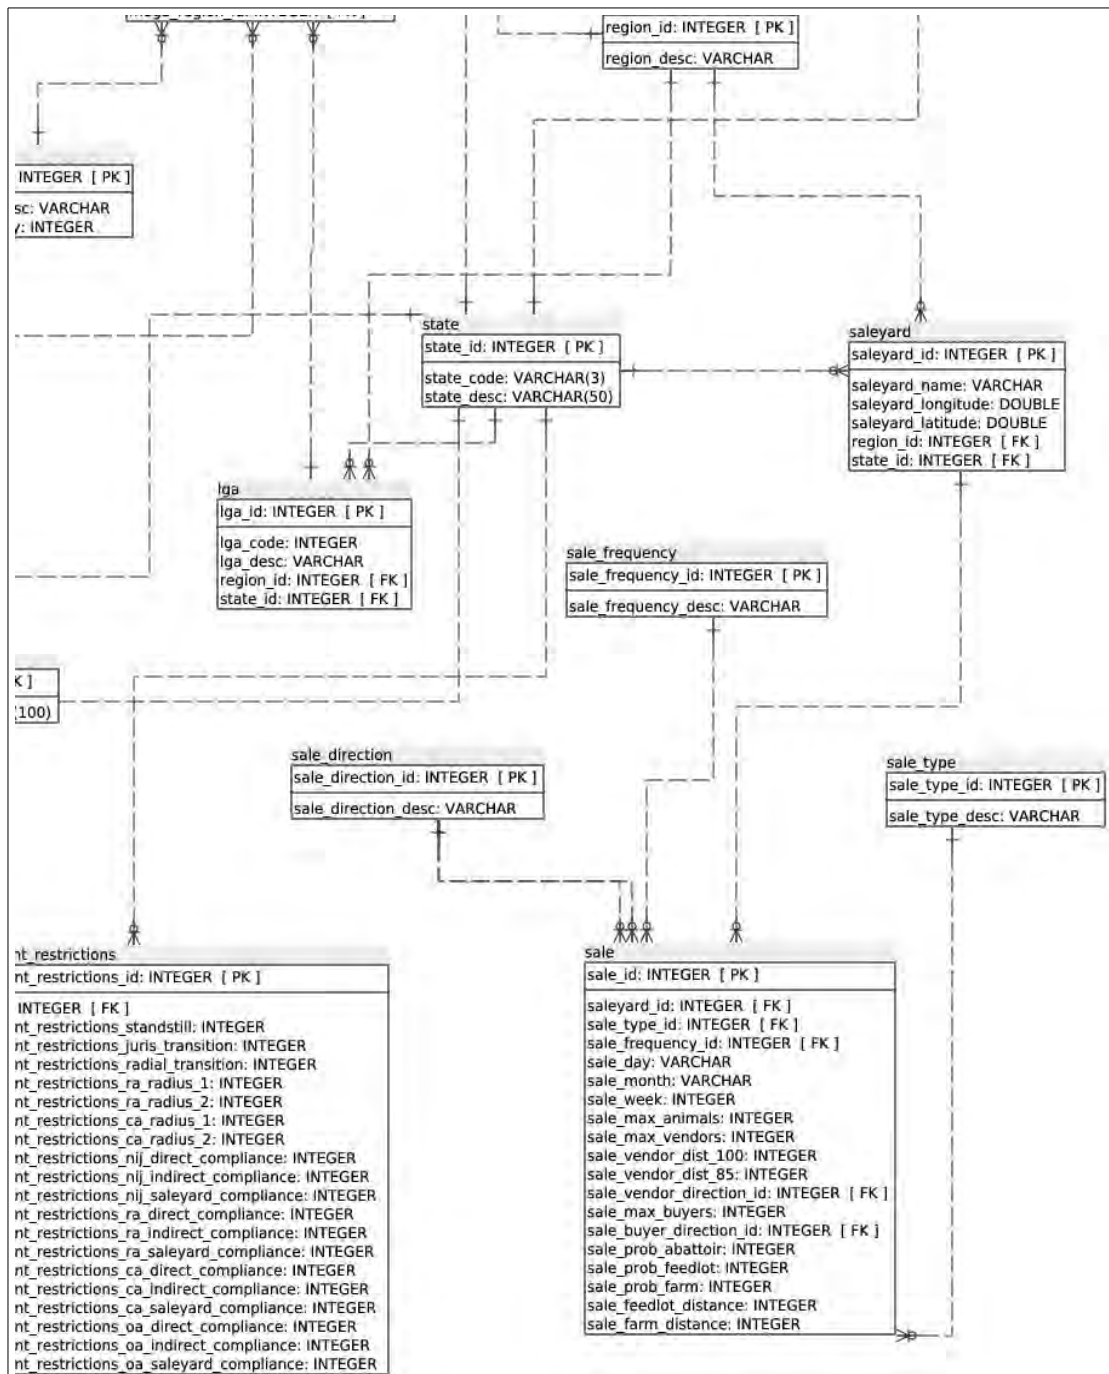 region_id: INTEGER [ PK ]
region_desc: VARCHAR
INTEGER [ PK ]
sc: VARCHAR
y: INTEGER
state
state_id: INTEGER [ PK ]
state_code: VARCHAR(3)
state_desc: VARCHAR(50)
saleyard
saleyard_id: INTEGER [ PK ]
saleyard_name: VARCHAR
saleyard_longitude: DOUBLE
saleyard_latitude: DOUBLE
region_id: INTEGER [ FK ]
state_id: INTEGER [ FK ]
lga
lga_id: INTEGER [ PK ]
lga_code: INTEGER
lga_desc: VARCHAR
region_id: INTEGER [ FK ]
state_id: INTEGER [ FK ]
sale_frequency
sale_frequency_id: INTEGER [ PK ]
sale_frequency_desc: VARCHAR
K ]
(100)
sale_direction
sale_direction_id: INTEGER [ PK ]
sale_direction_desc: VARCHAR
sale_type
sale_type_id: INTEGER [ PK ]
sale_type_desc: VARCHAR
nt_restrictions
nt_restrictions_id: INTEGER [ PK ]
INTEGER [ FK ]
nt_restrictions_standstill: INTEGER
nt_restrictions_juris_transition: INTEGER
nt_restrictions_radial_transition: INTEGER
nt_restrictions_ra_radius_1: INTEGER
nt_restrictions_ra_radius_2: INTEGER
nt_restrictions_ca_radius_1: INTEGER
nt_restrictions_ca_radius_2: INTEGER
nt_restrictions_nij_direct_compliance: INTEGER
nt_restrictions_nij_indirect_compliance: INTEGER
nt_restrictions_nij_saleyard_compliance: INTEGER
nt_restrictions_ra_direct_compliance: INTEGER
nt_restrictions_ra_indirect_compliance: INTEGER
nt_restrictions_ra_saleyard_compliance: INTEGER
nt_restrictions_ca_direct_compliance: INTEGER
nt_restrictions_ca_indirect_compliance: INTEGER
nt_restrictions_ca_saleyard_compliance: INTEGER
nt_restrictions_oa_direct_compliance: INTEGER
nt_restrictions_oa_indirect_compliance: INTEGER
nt_restrictions_oa_saleyard_compliance: INTEGER
sale
sale_id: INTEGER [ PK ]
saleyard_id: INTEGER [ FK ]
sale_type_id: INTEGER [ FK ]
sale_frequency_id: INTEGER [ FK ]
sale_day: VARCHAR
sale_month: VARCHAR
sale_week: INTEGER
sale_max_animals: INTEGER
sale_max_vendors: INTEGER
sale_vendor_dist_100: INTEGER
sale_vendor_dist_85: INTEGER
sale_vendor_direction_id: INTEGER [ FK ]
sale_max_buyers: INTEGER
sale_buyer_direction_id: INTEGER [ FK ]
sale_prob_abattoir: INTEGER
sale_prob_feedlot: INTEGER
sale_prob_farm: INTEGER
sale_feedlot_distance: INTEGER
sale_farm_distance: INTEGER